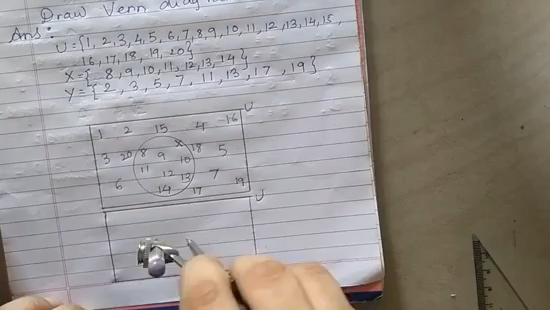 Draw Venn
Ans:
U = {1, 2, 3, 4, 5, 6, 7, 8, 9, 10, 11, 12, 13, 14, 15,
16, 17, 18, 19, 20}
X = { 8, 9, 10, 11, 12, 13, 14}
Y = { 2, 3, 5, 7, 11, 13, 17, 19}
U
1 2 15 4 16
X
3 20 8 9 10 18 5
11 12 13 7
6 14 17 19
U